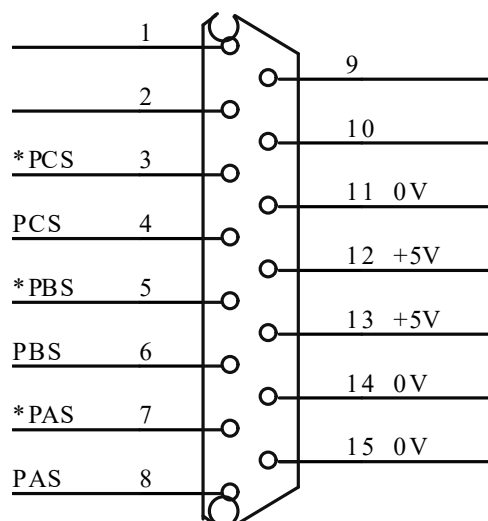 1
2
*PCS 3
PCS 4
*PBS 5
PBS 6
*PAS 7
PAS 8
9
10
11 0V
12 +5V
13 +5V
14 0V
15 0V